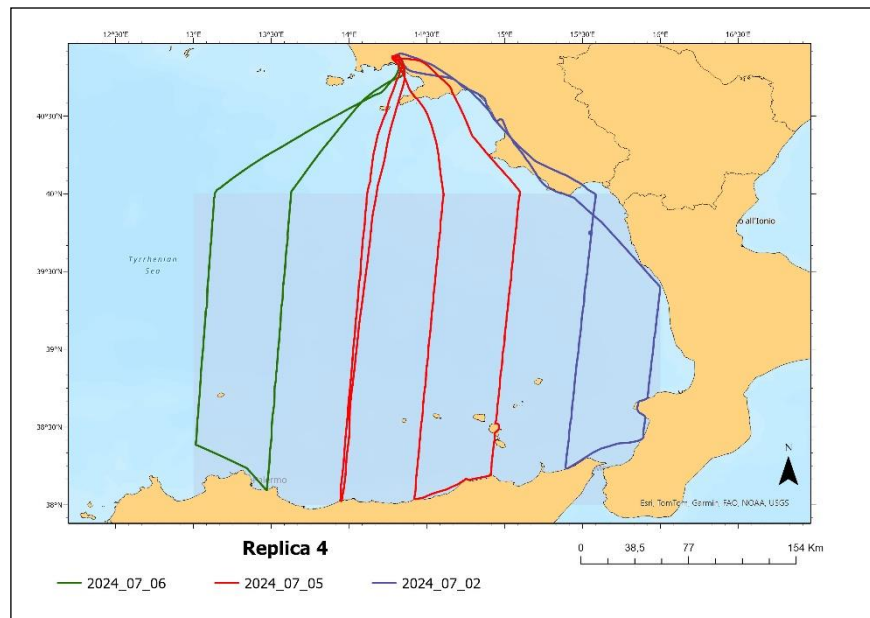 12°30'E 13°30'E 14°E 14°30'E 15°E 15°30'E 16°E 16°30'E
40°30'N
40°N
o all'Ionio
Tyrrhenian
Sea
39°30'N
39°N
38°30'N
N
38°N
Esri, TomTom, Garmin, FAO, NOAA, USGS
Replica 4
0 38,5 77 154 Km
2024_07_06 2024_07_05 2024_07_02